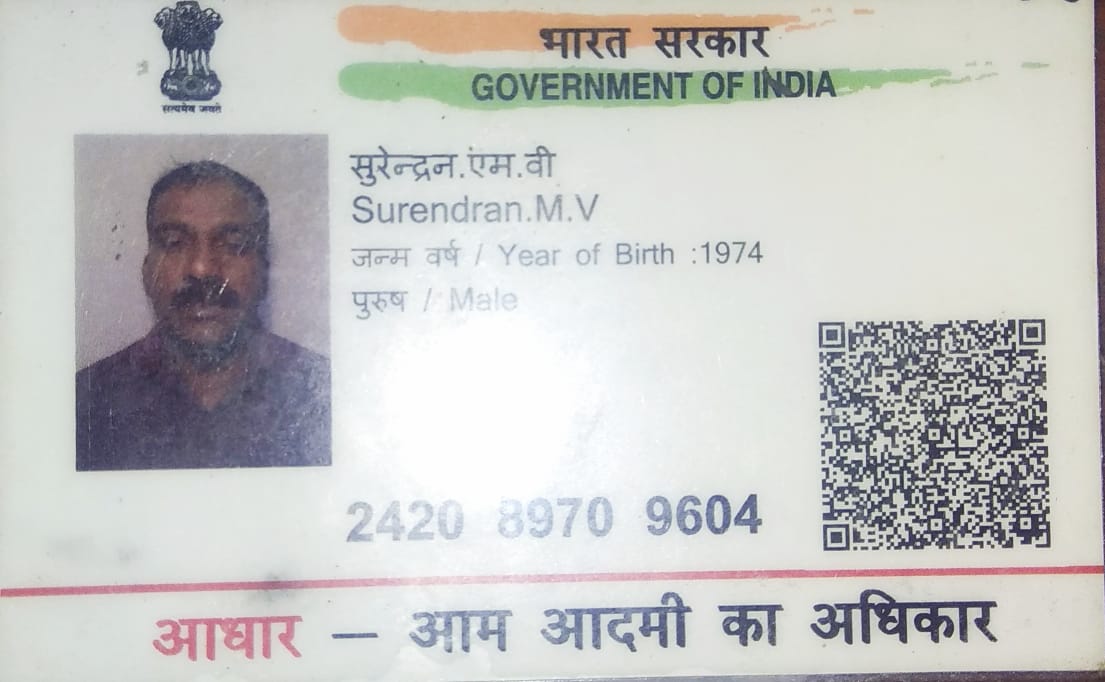 भारत सरकार
GOVERNMENT OF INDIA
सत्यमेव जयते
सुरेन्द्रन.एंम.वी
Surendran.M.V
जन्म वर्ष / Year of Birth :1974
पुरुष / Male
2420 8970 9604
आधार — आम आदमी का अधिकार